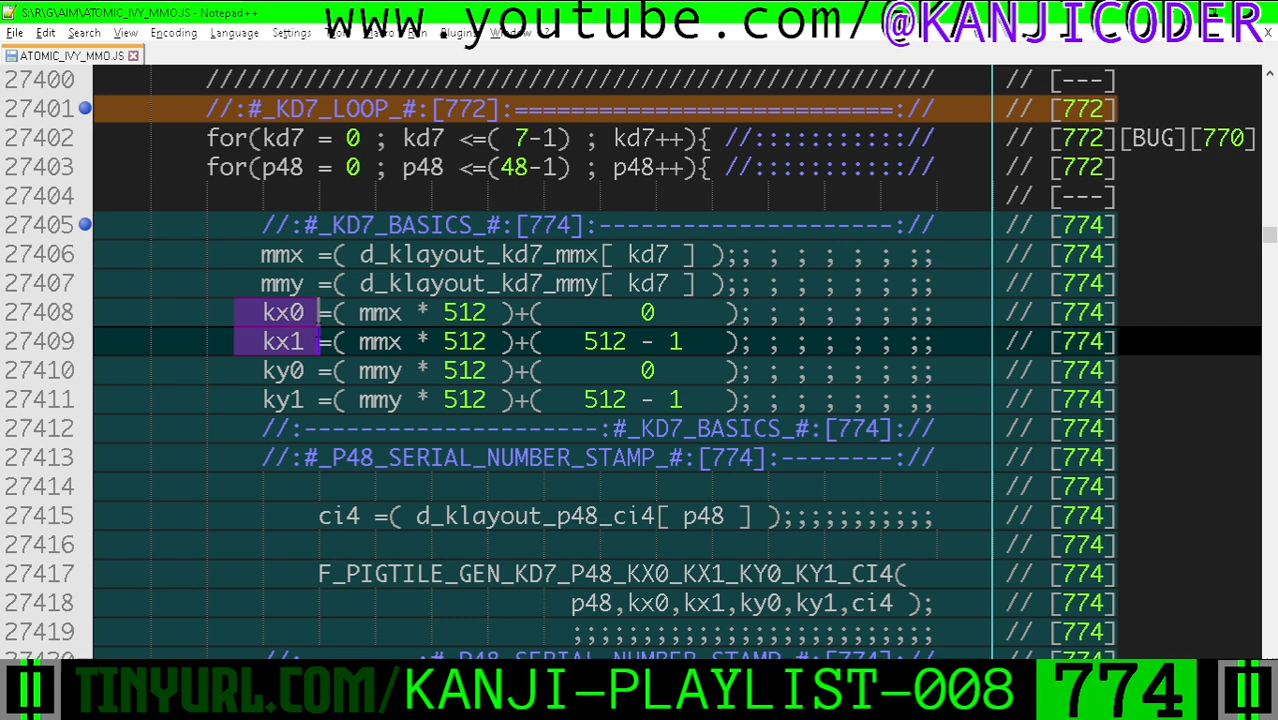 S:\R\G\AIM\ATOMIC_IVY_MMO.JS - Notepad++
www youtube.com/@KANJICODER
File Edit Search View Encoding Language Settings Tools Macro Run Plugins Window ?
ATOMIC_IVY_MMO.JS
27400 //////////////////////////////////////////////////// // [---]
27401 //:#_KD7_LOOP_#:[772]:===========================:// // [772]
27402 for(kd7 = 0 ; kd7 <=( 7-1) ; kd7++){ //:::::::::::// // [772][BUG][770]
27403 for(p48 = 0 ; p48 <=(48-1) ; p48++){ //:::::::::::// // [772]
27404 // [---]
27405 //:#_KD7_BASICS_#:[774]:---------------------:// // [774]
27406 mmx =( d_klayout_kd7_mmx[ kd7 ] );; ; ; ; ; ;; // [774]
27407 mmy =( d_klayout_kd7_mmy[ kd7 ] );; ; ; ; ; ;; // [774]
27408 kx0 =( mmx * 512 )+( 0 ); ; ; ; ; ;; // [774]
27409 kx1 =( mmx * 512 )+( 512 - 1 ); ; ; ; ; ;; // [774]
27410 ky0 =( mmy * 512 )+( 0 ); ; ; ; ; ;; // [774]
27411 ky1 =( mmy * 512 )+( 512 - 1 ); ; ; ; ; ;; // [774]
27412 //:---------------------:#_KD7_BASICS_#:[774]:// // [774]
27413 //:#_P48_SERIAL_NUMBER_STAMP_#:[774]:--------:// // [774]
27414 // [774]
27415 ci4 =( d_klayout_p48_ci4[ p48 ] );;;;;;;;;;; // [774]
27416 // [774]
27417 F_PIGTILE_GEN_KD7_P48_KX0_KX1_KY0_KY1_CI4( // [774]
27418 p48,kx0,kx1,ky0,ky1,ci4 ); // [774]
27419 ;;;;;;;;;;;;;;;;;;;;;;;;;; // [774]
TINYURL.COM/KANJI-PLAYLIST-008 774